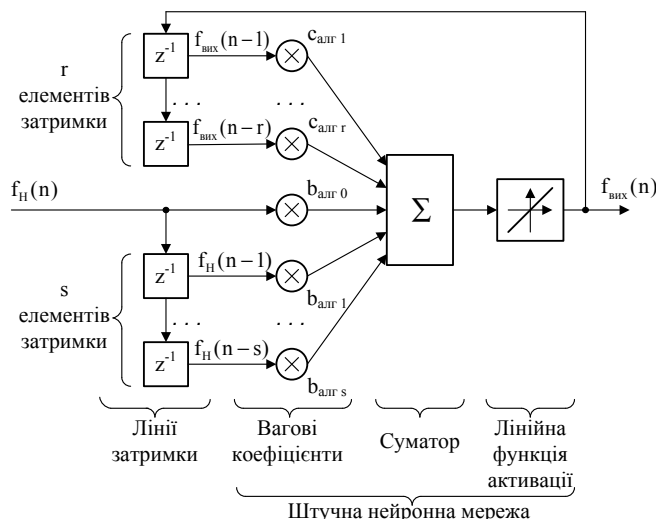 z⁻¹ f_вих(n−1) c_алг 1
r
елементів
затримки
. . . . . .
z⁻¹ f_вих(n−r) c_алг r
f_Н(n) b_алг 0 Σ f_вих(n)
s
елементів
затримки
z⁻¹ f_Н(n−1) b_алг 1
. . . . . .
z⁻¹ f_Н(n−s) b_алг s
Лінії
затримки
Вагові
коефіцієнти
Суматор
Лінійна
функція
активації
Штучна нейронна мережа